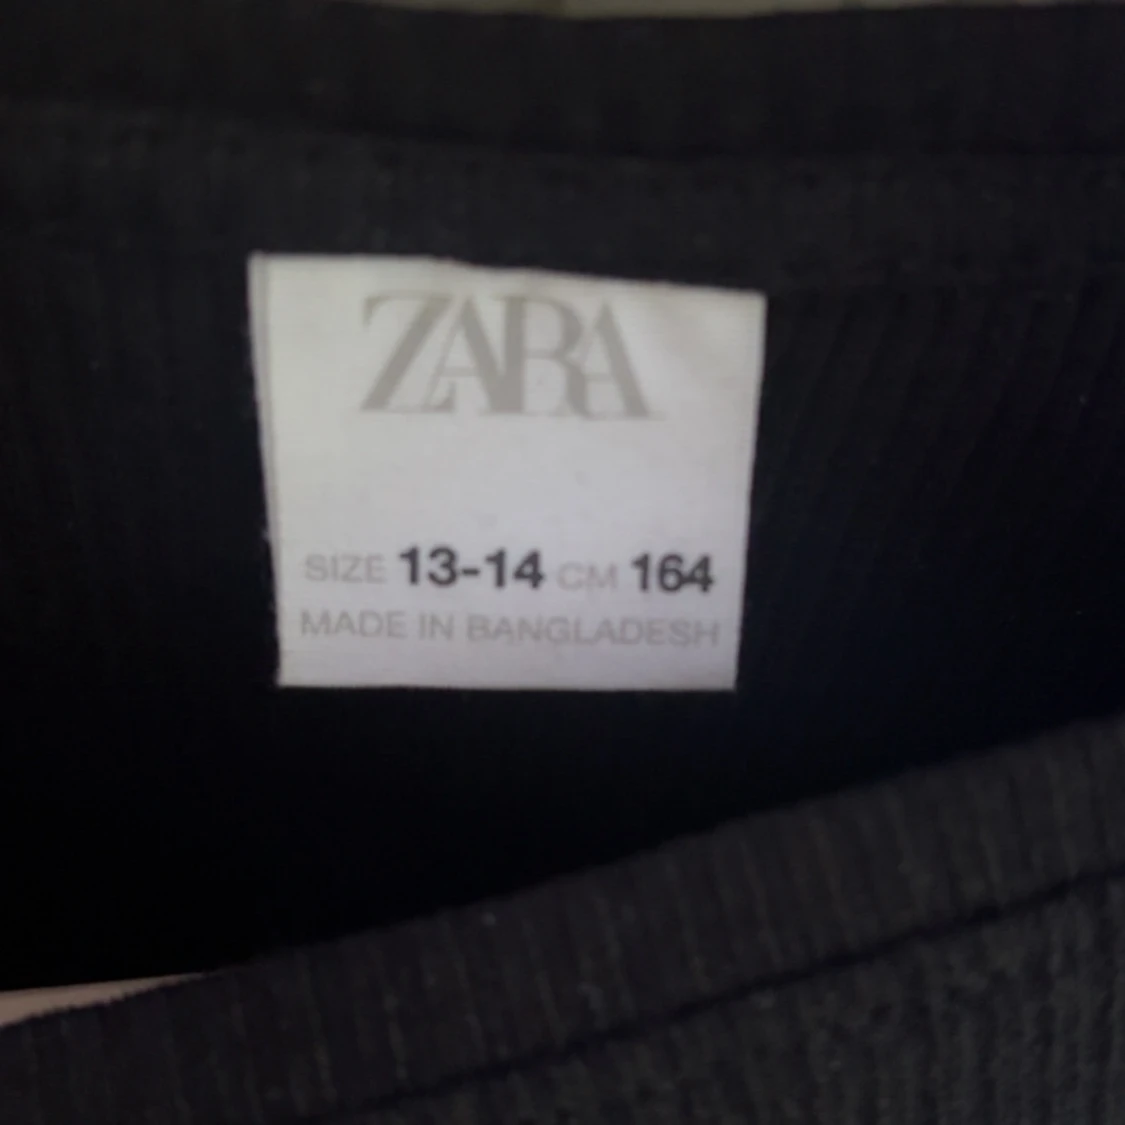 ZARA
SIZE 13-14 CM 164
MADE IN BANGLADESH